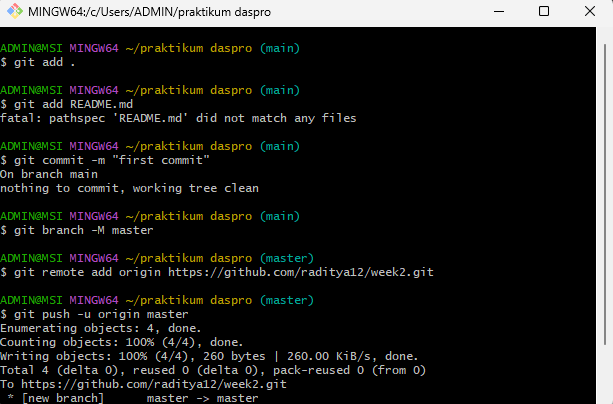 MINGW64:/c/Users/ADMIN/praktikum daspro
ADMIN@MSI MINGW64 ~/praktikum daspro (main)
$ git add .
ADMIN@MSI MINGW64 ~/praktikum daspro (main)
$ git add README.md
fatal: pathspec 'README.md' did not match any files
ADMIN@MSI MINGW64 ~/praktikum daspro (main)
$ git commit -m "first commit"
On branch main
nothing to commit, working tree clean
ADMIN@MSI MINGW64 ~/praktikum daspro (main)
$ git branch -M master
ADMIN@MSI MINGW64 ~/praktikum daspro (master)
$ git remote add origin https://github.com/raditya12/week2.git
ADMIN@MSI MINGW64 ~/praktikum daspro (master)
$ git push -u origin master
Enumerating objects: 4, done.
Counting objects: 100% (4/4), done.
Writing objects: 100% (4/4), 260 bytes | 260.00 KiB/s, done.
Total 4 (delta 0), reused 0 (delta 0), pack-reused 0 (from 0)
To https://github.com/raditya12/week2.git
 * [new branch]      master -> master